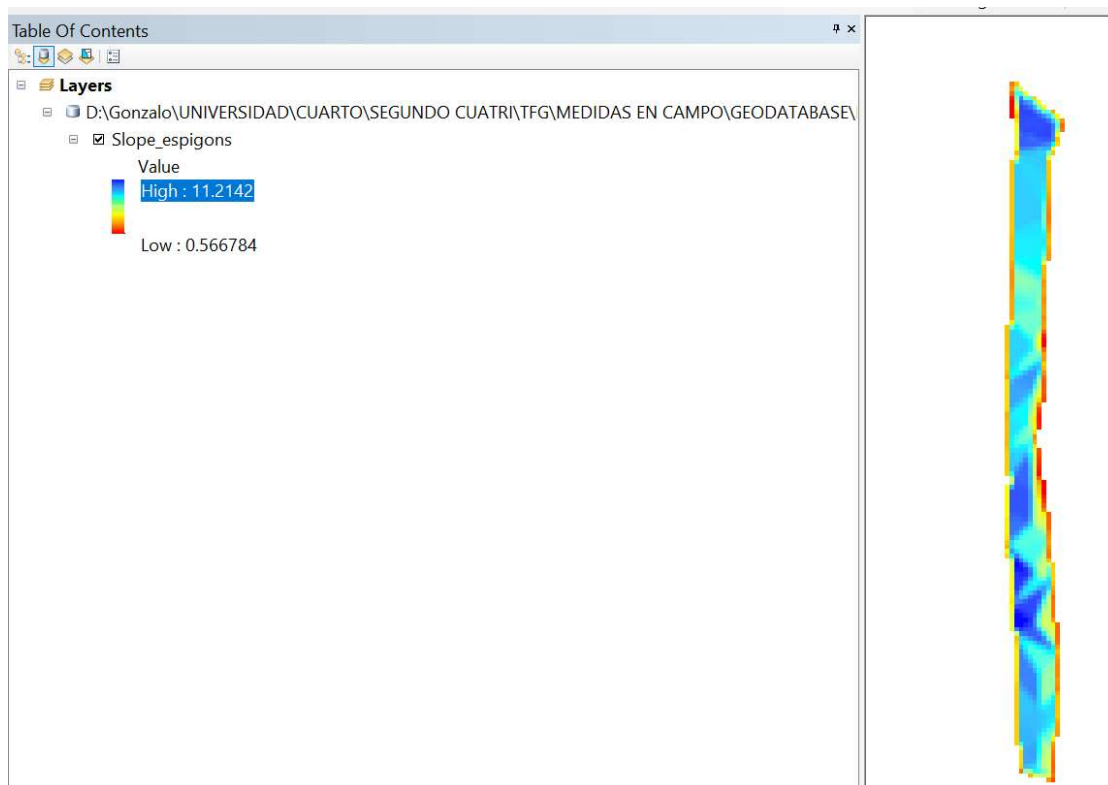 Table Of Contents
Layers
D:\Gonzalo\UNIVERSIDAD\CUARTO\SEGUNDO CUATRI\TFG\MEDIDAS EN CAMPO\GEODATABASE\
Slope_espigons
Value
High : 11.2142
Low : 0.566784